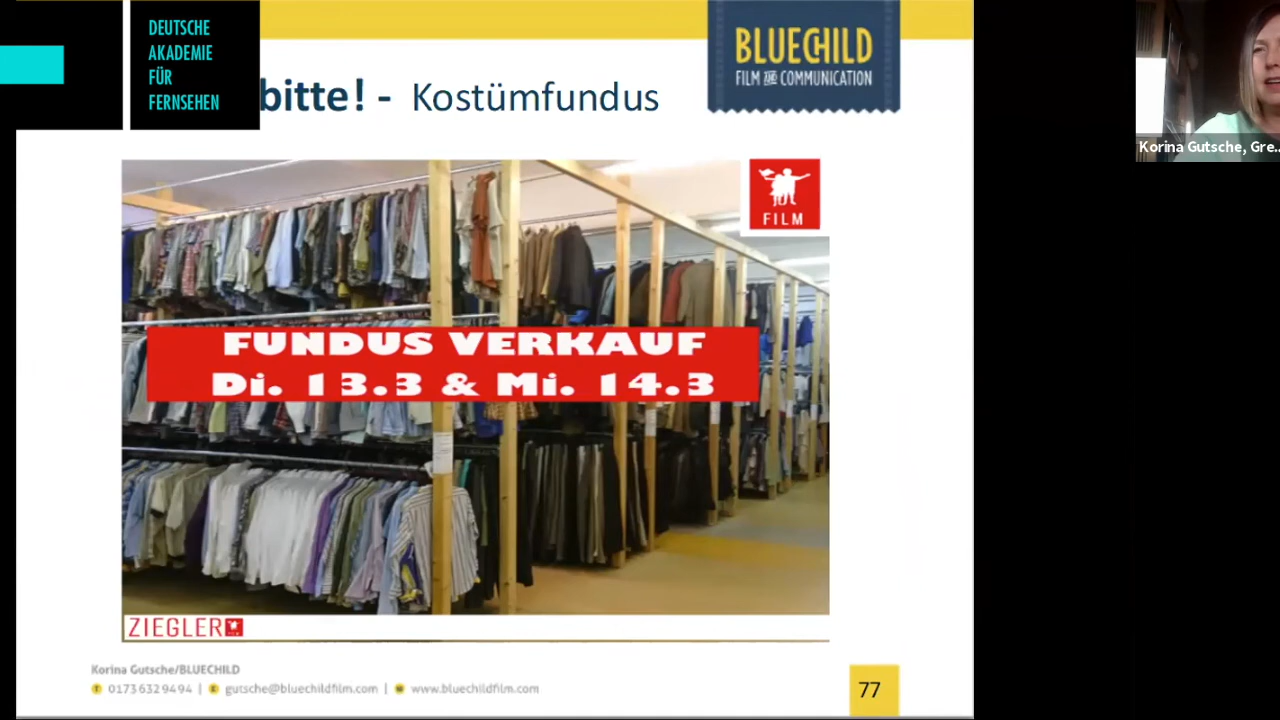 DEUTSCHE
AKADEMIE
FÜR
FERNSEHEN
bitte! - Kostümfundus
BLUECHILD
FILM AND COMMUNICATION
Korina Gutsche, Gre...
FILM
FUNDUS VERKAUF
Di. 13.3 & Mi. 14.3
ZIEGLER
Korina Gutsche/BLUECHILD
T 0173 632 94 94 | E gutsche@bluechildfilm.com | W www.bluechildfilm.com
77